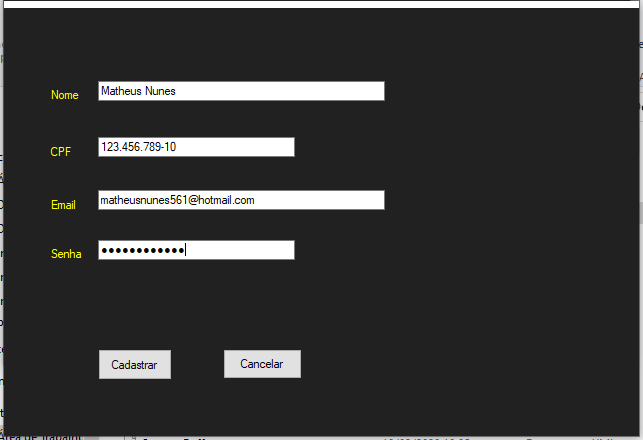 Nome Matheus Nunes
CPF 123.456.789-10
Email matheusnunes561@hotmail.com
Senha ●●●●●●●●●●●●
Cadastrar Cancelar